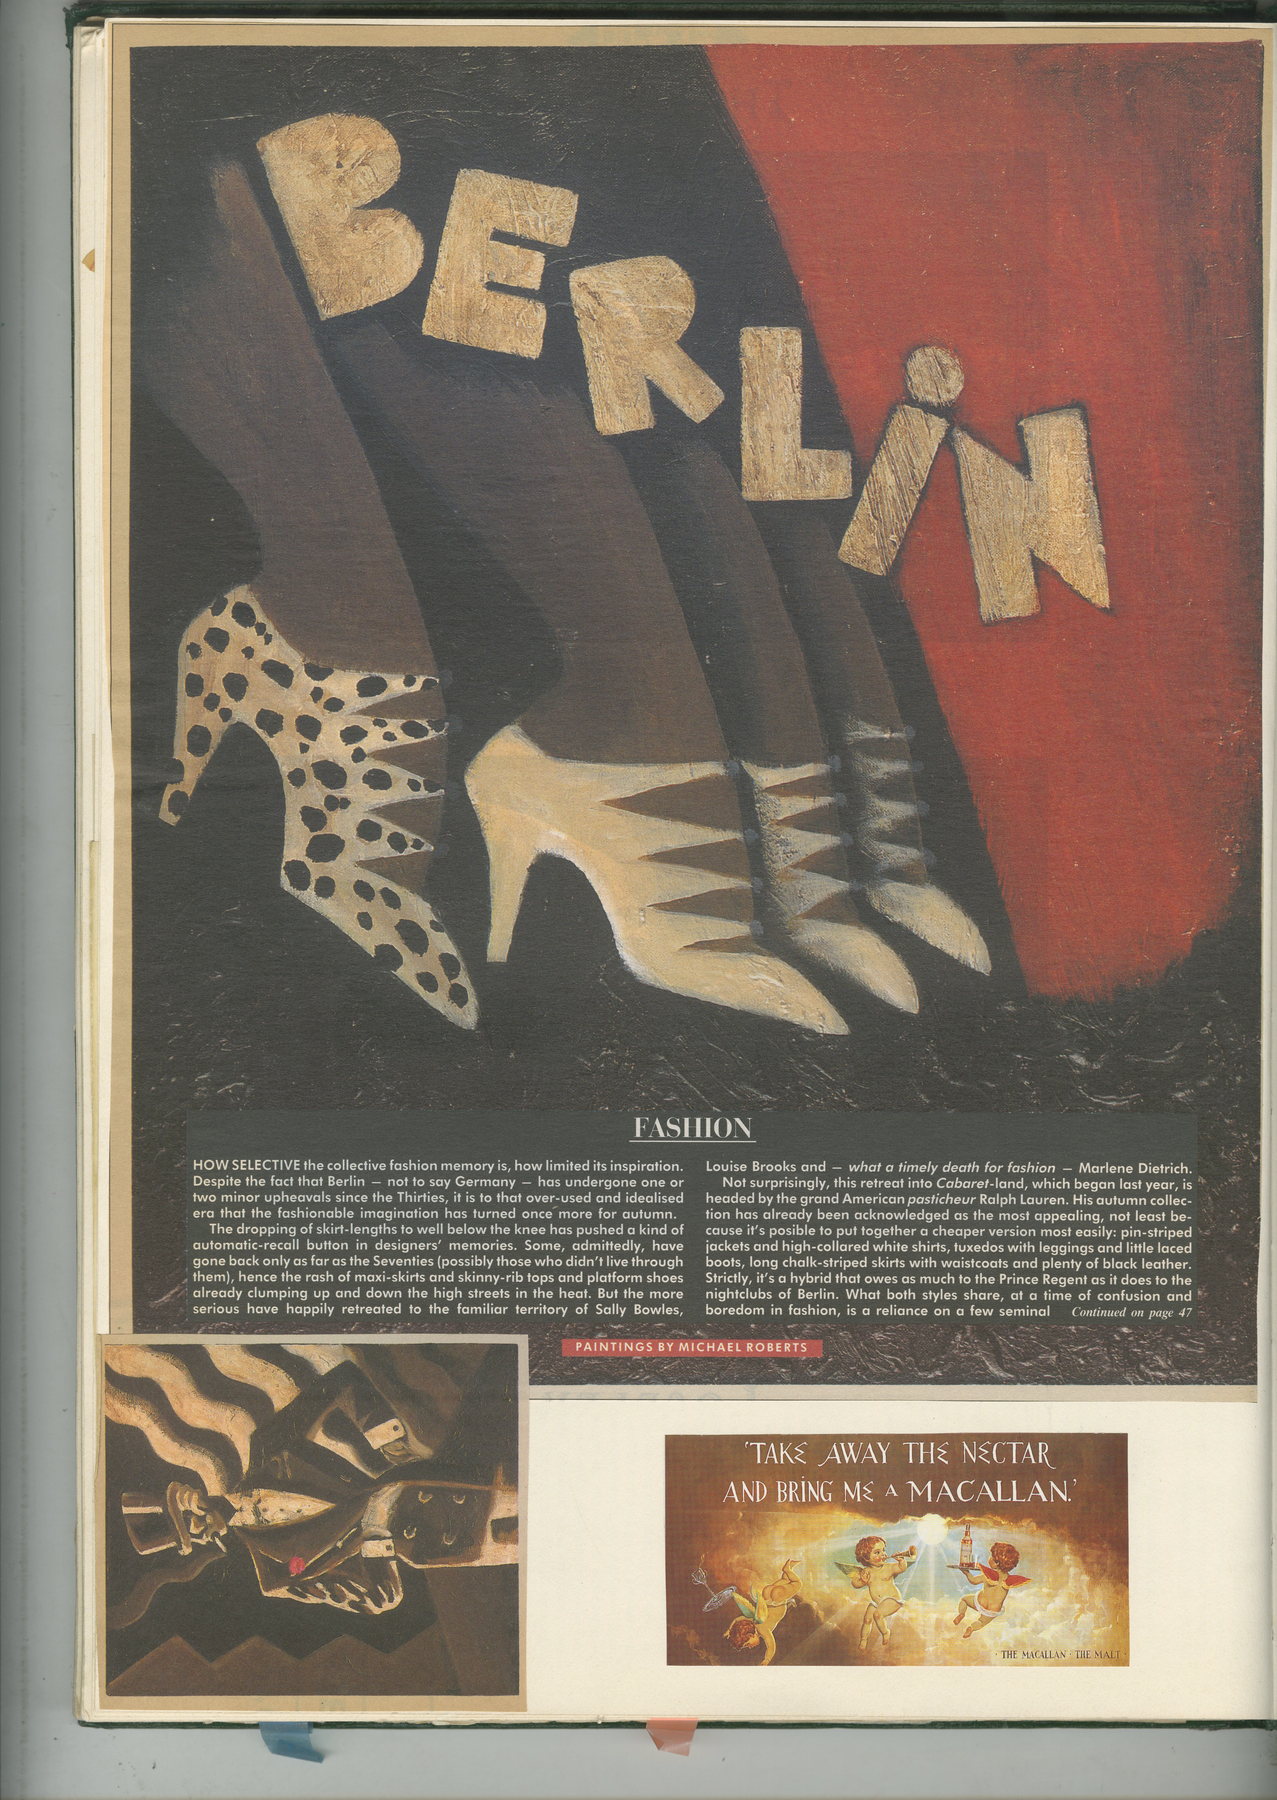 BERLiN
FASHION
HOW SELECTIVE the collective fashion memory is, how limited its inspiration.
Despite the fact that Berlin — not to say Germany — has undergone one or
two minor upheavals since the Thirties, it is to that over-used and idealised
era that the fashionable imagination has turned once more for autumn.
The dropping of skirt-lengths to well below the knee has pushed a kind of
automatic-recall button in designers' memories. Some, admittedly, have
gone back only as far as the Seventies (possibly those who didn't live through
them), hence the rash of maxi-skirts and skinny-rib tops and platform shoes
already clumping up and down the high streets in the heat. But the more
serious have happily retreated to the familiar territory of Sally Bowles,
Louise Brooks and — what a timely death for fashion — Marlene Dietrich.
Not surprisingly, this retreat into Cabaret-land, which began last year, is
headed by the grand American pasticheur Ralph Lauren. His autumn collec-
tion has already been acknowledged as the most appealing, not least be-
cause it's posible to put together a cheaper version most easily: pin-striped
jackets and high-collared white shirts, tuxedos with leggings and little laced
boots, long chalk-striped skirts with waistcoats and plenty of black leather.
Strictly, it's a hybrid that owes as much to the Prince Regent as it does to the
nightclubs of Berlin. What both styles share, at a time of confusion and
boredom in fashion, is a reliance on a few seminal Continued on page 47
PAINTINGS BY MICHAEL ROBERTS
'TAKE AWAY THE NECTAR
AND BRiNG ME A MACALLAN.'
· THE MACALLAN · THE MALT ·